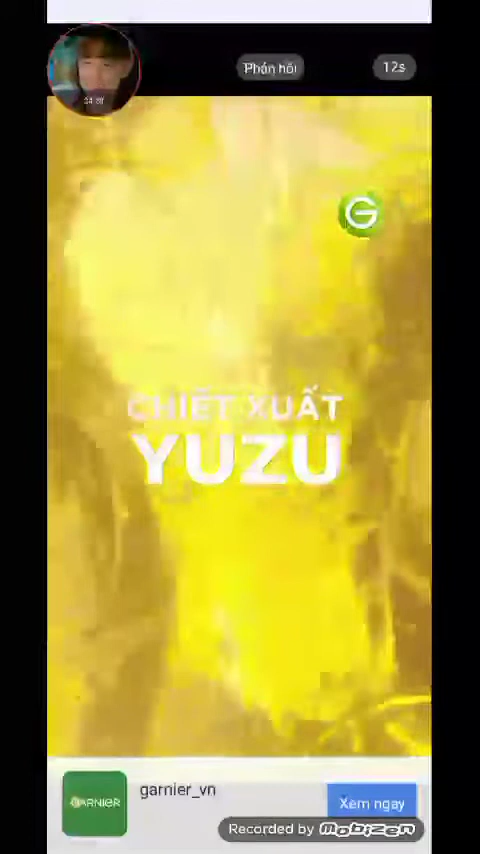 Phản hồi
12s
G
CHIẾT XUẤT
YUZU
GARNIER
garnier_vn
Xem ngay
Recorded by Mobizen